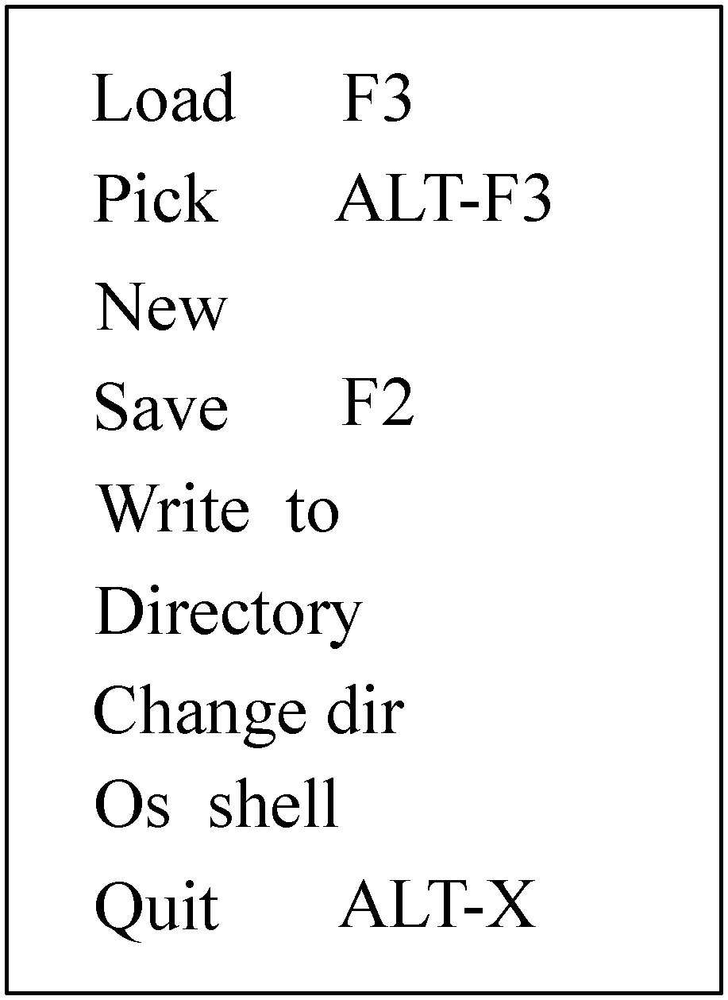 Load F3
Pick ALT-F3
New
Save F2
Write to
Directory
Change dir
Os shell
Quit ALT-X